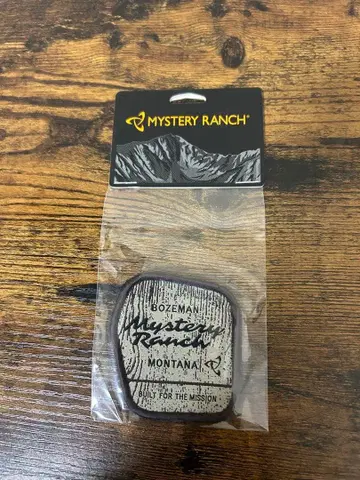 MYSTERY RANCH®
BOZEMAN
Mystery
Ranch
MONTANA
BUILT FOR THE MISSION